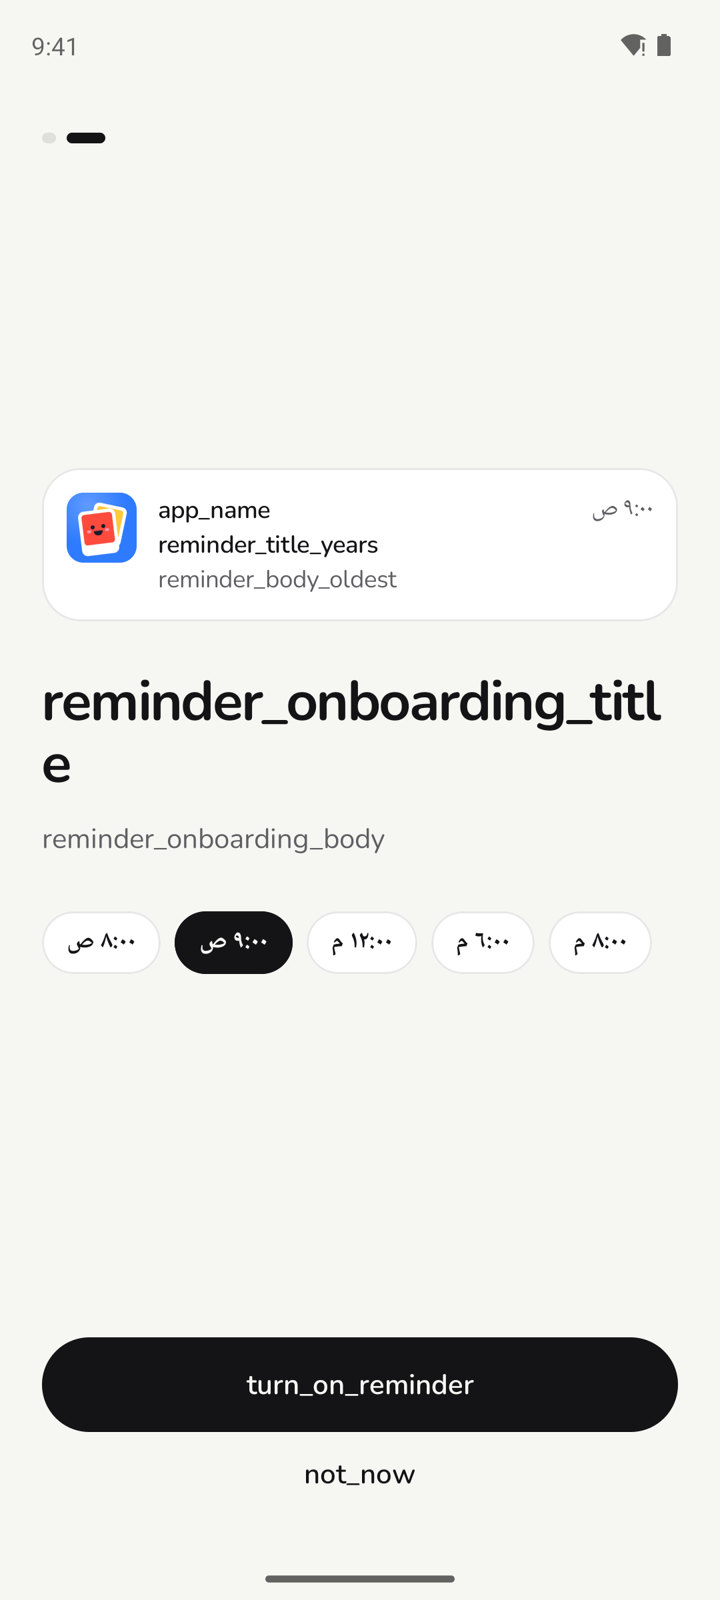 9:41
app_name
٩:٠٠ ص
reminder_title_years
reminder_body_oldest
reminder_onboarding_titl
e
reminder_onboarding_body
٨:٠٠ ص
٩:٠٠ ص
١٢:٠٠ م
٦:٠٠ م
٨:٠٠ م
turn_on_reminder
not_now